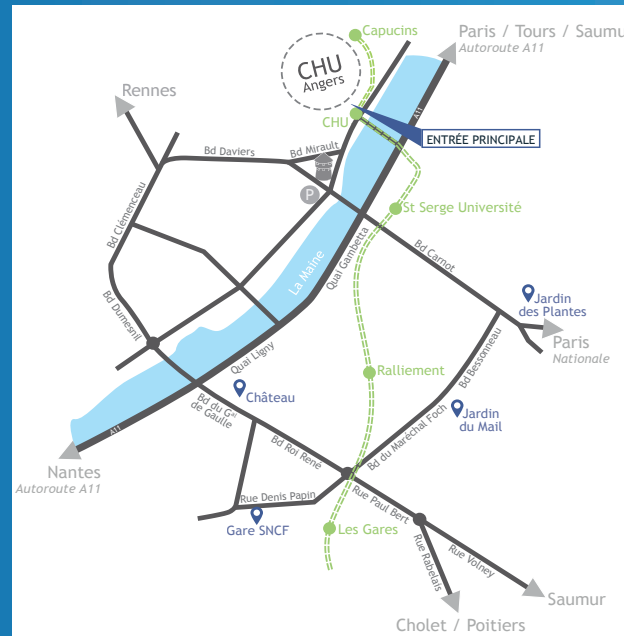 Capucins
Paris / Tours / Saumu
Autoroute A11
CHU
Angers
Rennes
A11
CHU
ENTRÉE PRINCIPALE
Bd Daviers
Bd Mirault
P
Bd Clémenceau
St Serge Université
La Maine
Quai Gambetta
Bd Carnot
Bd Dumesnil
Jardin
des Plantes
Quai Ligny
Bd Bessonneau
Paris
Nationale
Ralliement
Château
Bd du Gal
de Gaulle
Jardin
du Mail
A11
Bd du Maréchal Foch
Bd Roi René
Nantes
Autoroute A11
Rue Denis Papin
Rue Paul Bert
Gare SNCF
Les Gares
Rue Volney
Rue Rabelais
Saumur
Cholet / Poitiers